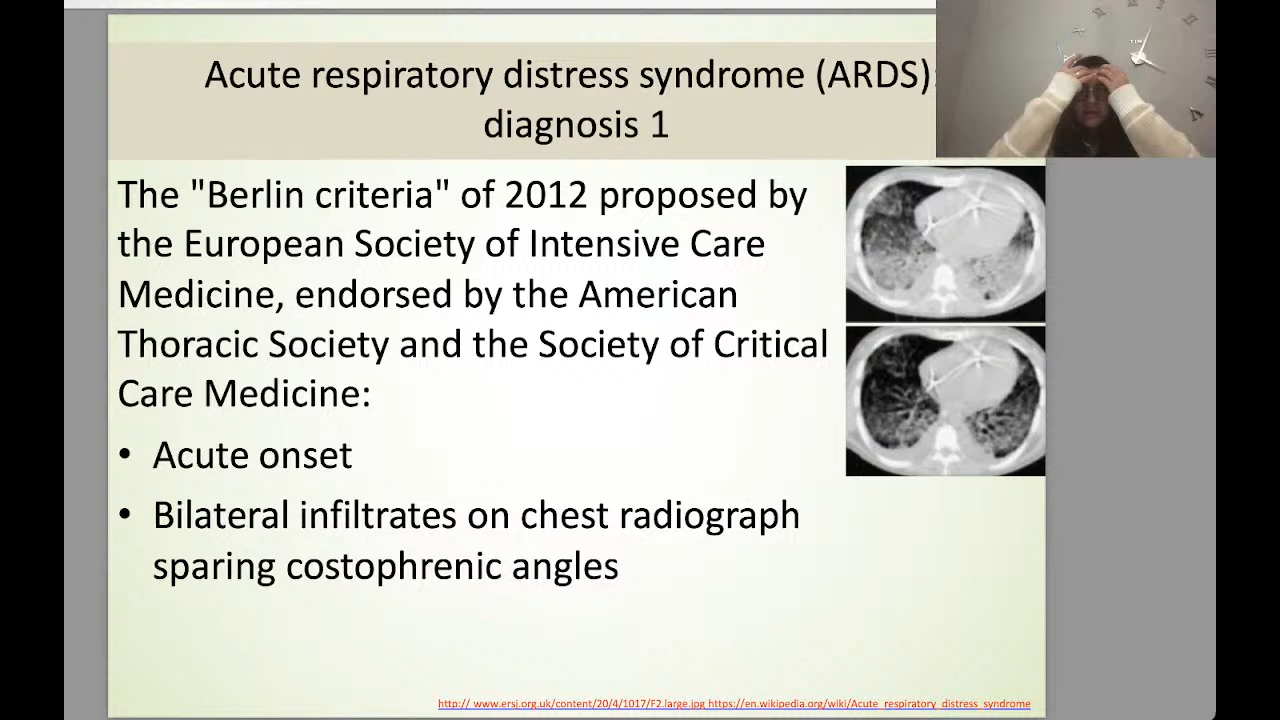 Acute respiratory distress syndrome (ARDS):
diagnosis 1
The "Berlin criteria" of 2012 proposed by
the European Society of Intensive Care
Medicine, endorsed by the American
Thoracic Society and the Society of Critical
Care Medicine:
• Acute onset
• Bilateral infiltrates on chest radiograph
sparing costophrenic angles
http:// www.ersj.org.uk/content/20/4/1017/F2.large.jpg https://en.wikipedia.org/wiki/Acute_respiratory_distress_syndrome